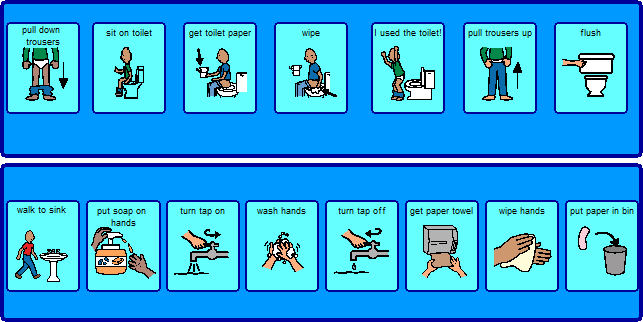 pull down
trousers
sit on toilet
get toilet paper
wipe
I used the toilet!
pull trousers up
flush
walk to sink
put soap on
hands
turn tap on
wash hands
turn tap off
get paper towel
wipe hands
put paper in bin